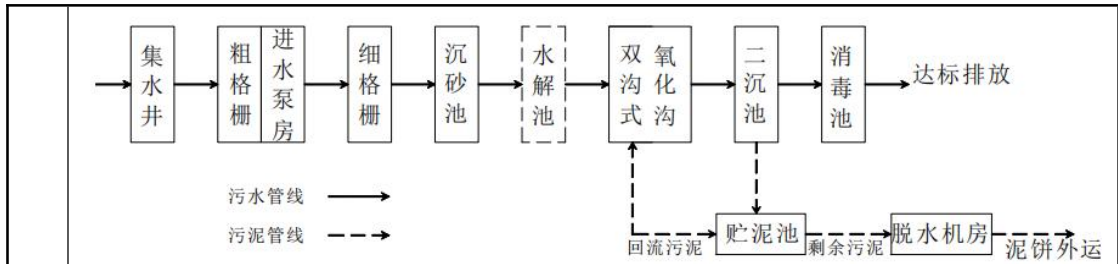 集水井
粗格栅
进水泵房
细格栅
沉砂池
水解池
双沟式
氧化沟
二沉池
消毒池
达标排放
污水管线
污泥管线
回流污泥
贮泥池
剩余污泥
脱水机房
泥饼外运